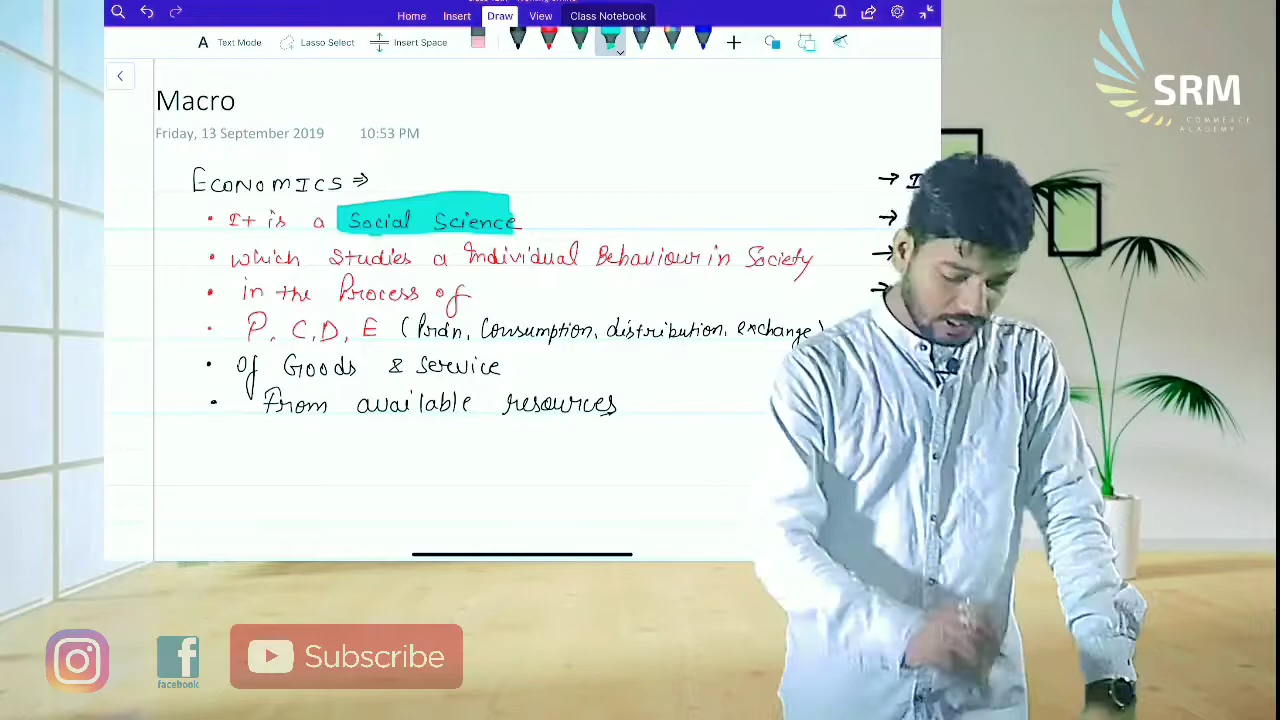 Home Insert Draw View Class Notebook
A Text Mode Lasso Select Insert Space
SRM
COMMERCE
ACADEMY
Macro
Friday, 13 September 2019 10:53 PM
ECONOMICS ⇒
• It is a Social Science
• which studies a Individual Behaviour in Society
• in the Process of
• P, C, D, E (Prdn, Consumption, distribution, exchange)
• of Goods & Service
• From available resources
→ I
→
→
→
facebook
Subscribe